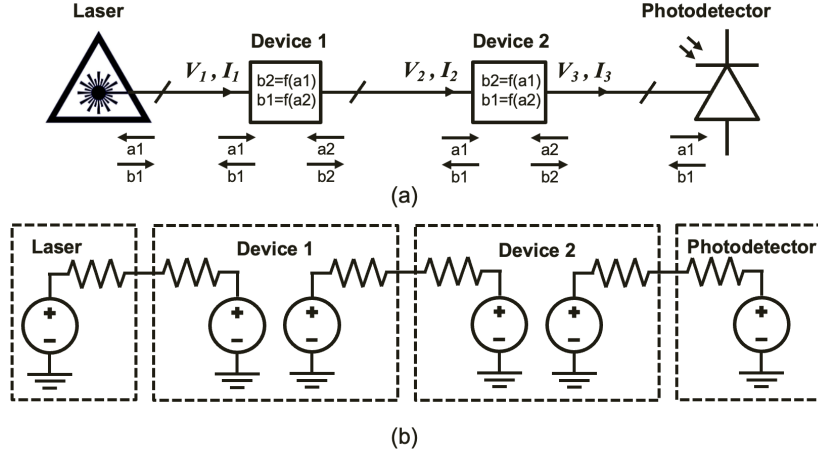 Laser
Photodetector
Device 1
Device 2
V1 , I1
V2 , I2
V3 , I3
b2=f(a1)
b1=f(a2)
b2=f(a1)
b1=f(a2)
a1 a1 a2 a1 a2 a1
b1 b1 b2 b1 b2 b1
(a)
Laser
Device 1
Device 2
Photodetector
+ + + + + +
− − − − − −
(b)